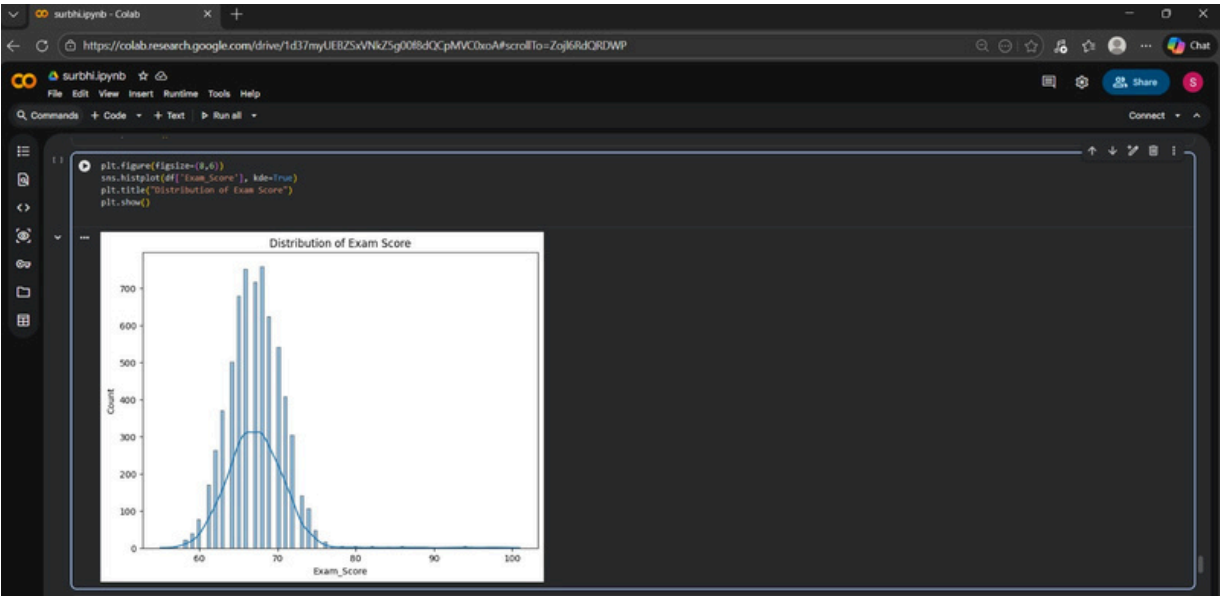 surbhi.ipynb - Colab
https://colab.research.google.com/drive/1d37myUEBZSxVNkZ5g00f8dQCpMVC0xoA#scrollTo=ZojI6RdQRDWP
Chat
surbhi.ipynb
File Edit View Insert Runtime Tools Help
Share
S
Commands + Code + Text Run all
Connect
[ ]
plt.figure(figsize=(8,6))
sns.histplot(df['Exam_Score'], kde=True)
plt.title("Distribution of Exam Score")
plt.show()
Distribution of Exam Score
700
600
500
400
300
200
100
0
Count
60 70 80 90 100
Exam_Score